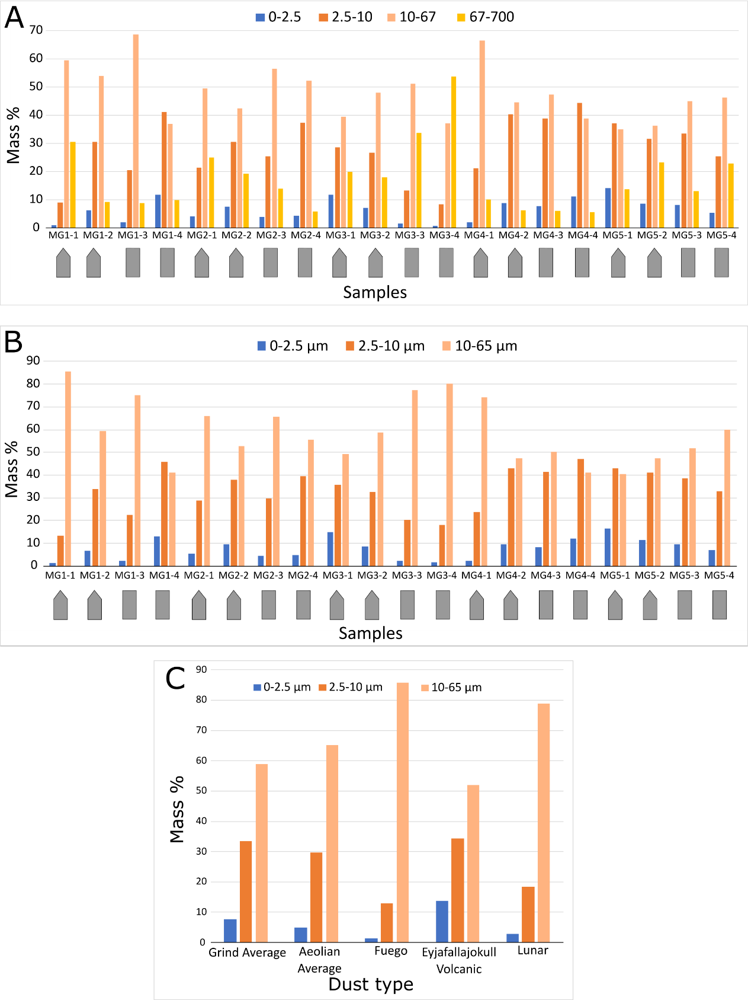 A
0-2.5 2.5-10 10-67 67-700
70
60
50
40
30
20
10
0
Mass %
MG1-1 MG1-2 MG1-3 MG1-4 MG2-1 MG2-2 MG2-3 MG2-4 MG3-1 MG3-2 MG3-3 MG3-4 MG4-1 MG4-2 MG4-3 MG4-4 MG5-1 MG5-2 MG5-3 MG5-4
Samples
B
0-2.5 µm 2.5-10 µm 10-65 µm
90
80
70
60
50
40
30
20
10
0
Mass %
MG1-1 MG1-2 MG1-3 MG1-4 MG2-1 MG2-2 MG2-3 MG2-4 MG3-1 MG3-2 MG3-3 MG3-4 MG4-1 MG4-2 MG4-3 MG4-4 MG5-1 MG5-2 MG5-3 MG5-4
Samples
C
0-2.5 µm 2.5-10 µm 10-65 µm
90
80
70
60
50
40
30
20
10
0
Mass %
Grind Average Aeolian Fuego Eyjafallajokull Lunar
Average Volcanic
Dust type